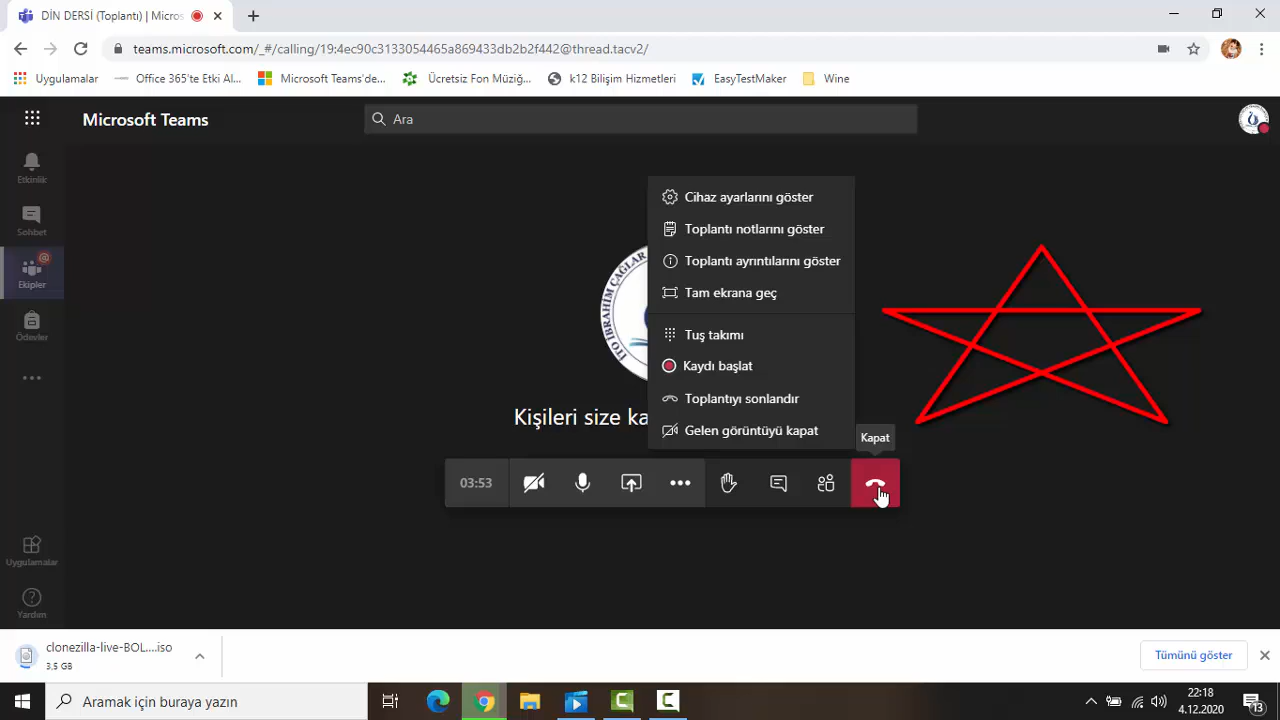 DİN DERSİ (Toplantı) | Micros
teams.microsoft.com/_#/calling/19:4ec90c3133054465a869433db2b2f442@thread.tacv2/
Uygulamalar
Office 365'te Etki Al...
Microsoft Teams'de...
Ücretsiz Fon Müziğ...
k12 Bilişim Hizmetleri
EasyTestMaker
Wine
Microsoft Teams
Ara
Etkinlik
Sohbet
Ekipler
Ödevler
Uygulamalar
Yardım
Cihaz ayarlarını göster
Toplantı notlarını göster
Toplantı ayrıntılarını göster
Tam ekrana geç
Tuş takımı
Kaydı başlat
Toplantıyı sonlandır
Gelen görüntüyü kapat
İTO İBRAHİM ÇAĞLAR
Kişileri size ka
Kapat
03:53
clonezilla-live-BOL....iso
3,5 GB
Tümünü göster
Aramak için buraya yazın
22:18
4.12.2020
13